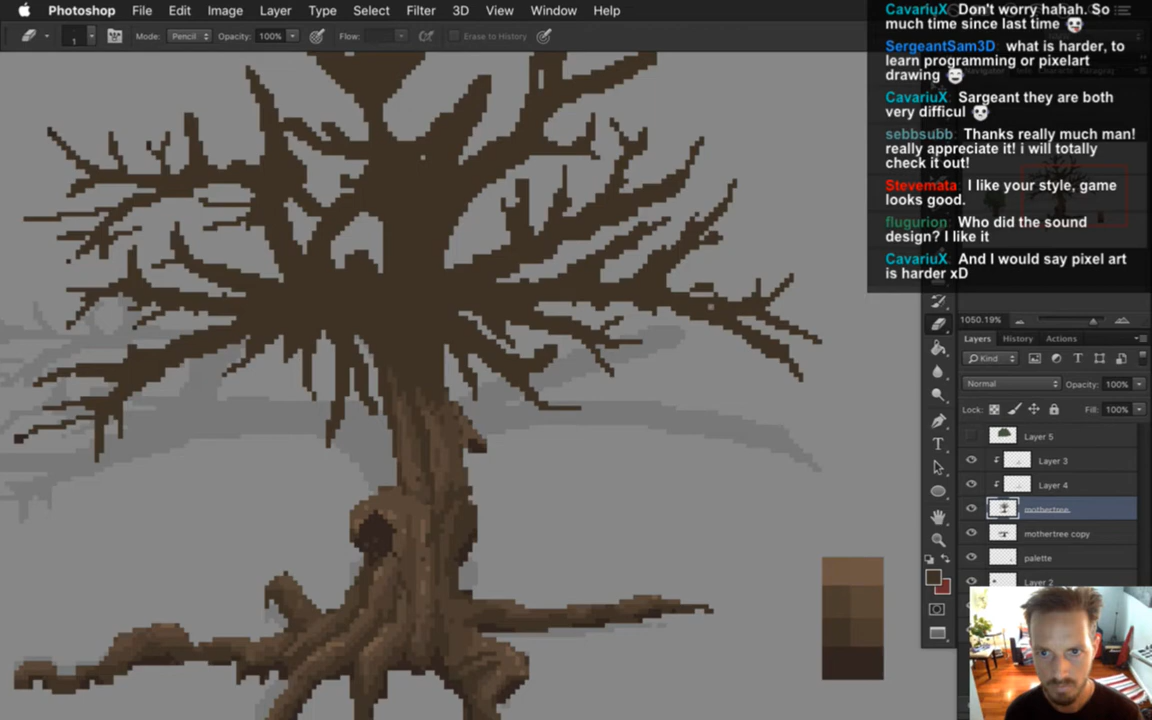 Photoshop File Edit Image Layer Type Select Filter 3D View Window Help
1 Mode: Pencil Opacity: 100% Flow: Erase to History
CavariuX: Don't worry hahah. So
much time since last time
SergeantSam3D: what is harder, to
learn programming or pixelart
drawing
CavariuX: Sargeant they are both
very difficul
sebbsubb: Thanks really much man!
really appreciate it! i will totally
check it out!
Stevemata: I like your style, game
looks good.
flugurion: Who did the sound
design? I like it
CavariuX: And I would say pixel art
is harder xD
1050.19%
Layers History Actions
Kind
Normal Opacity: 100%
Lock: Fill: 100%
Layer 5
Layer 3
Layer 4
mothertree
mothertree copy
palette
Layer 2